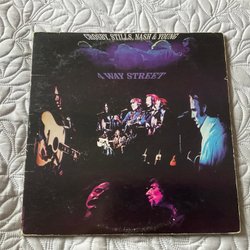 CROSBY, STILLS, NASH & YOUNG
4 WAY STREET